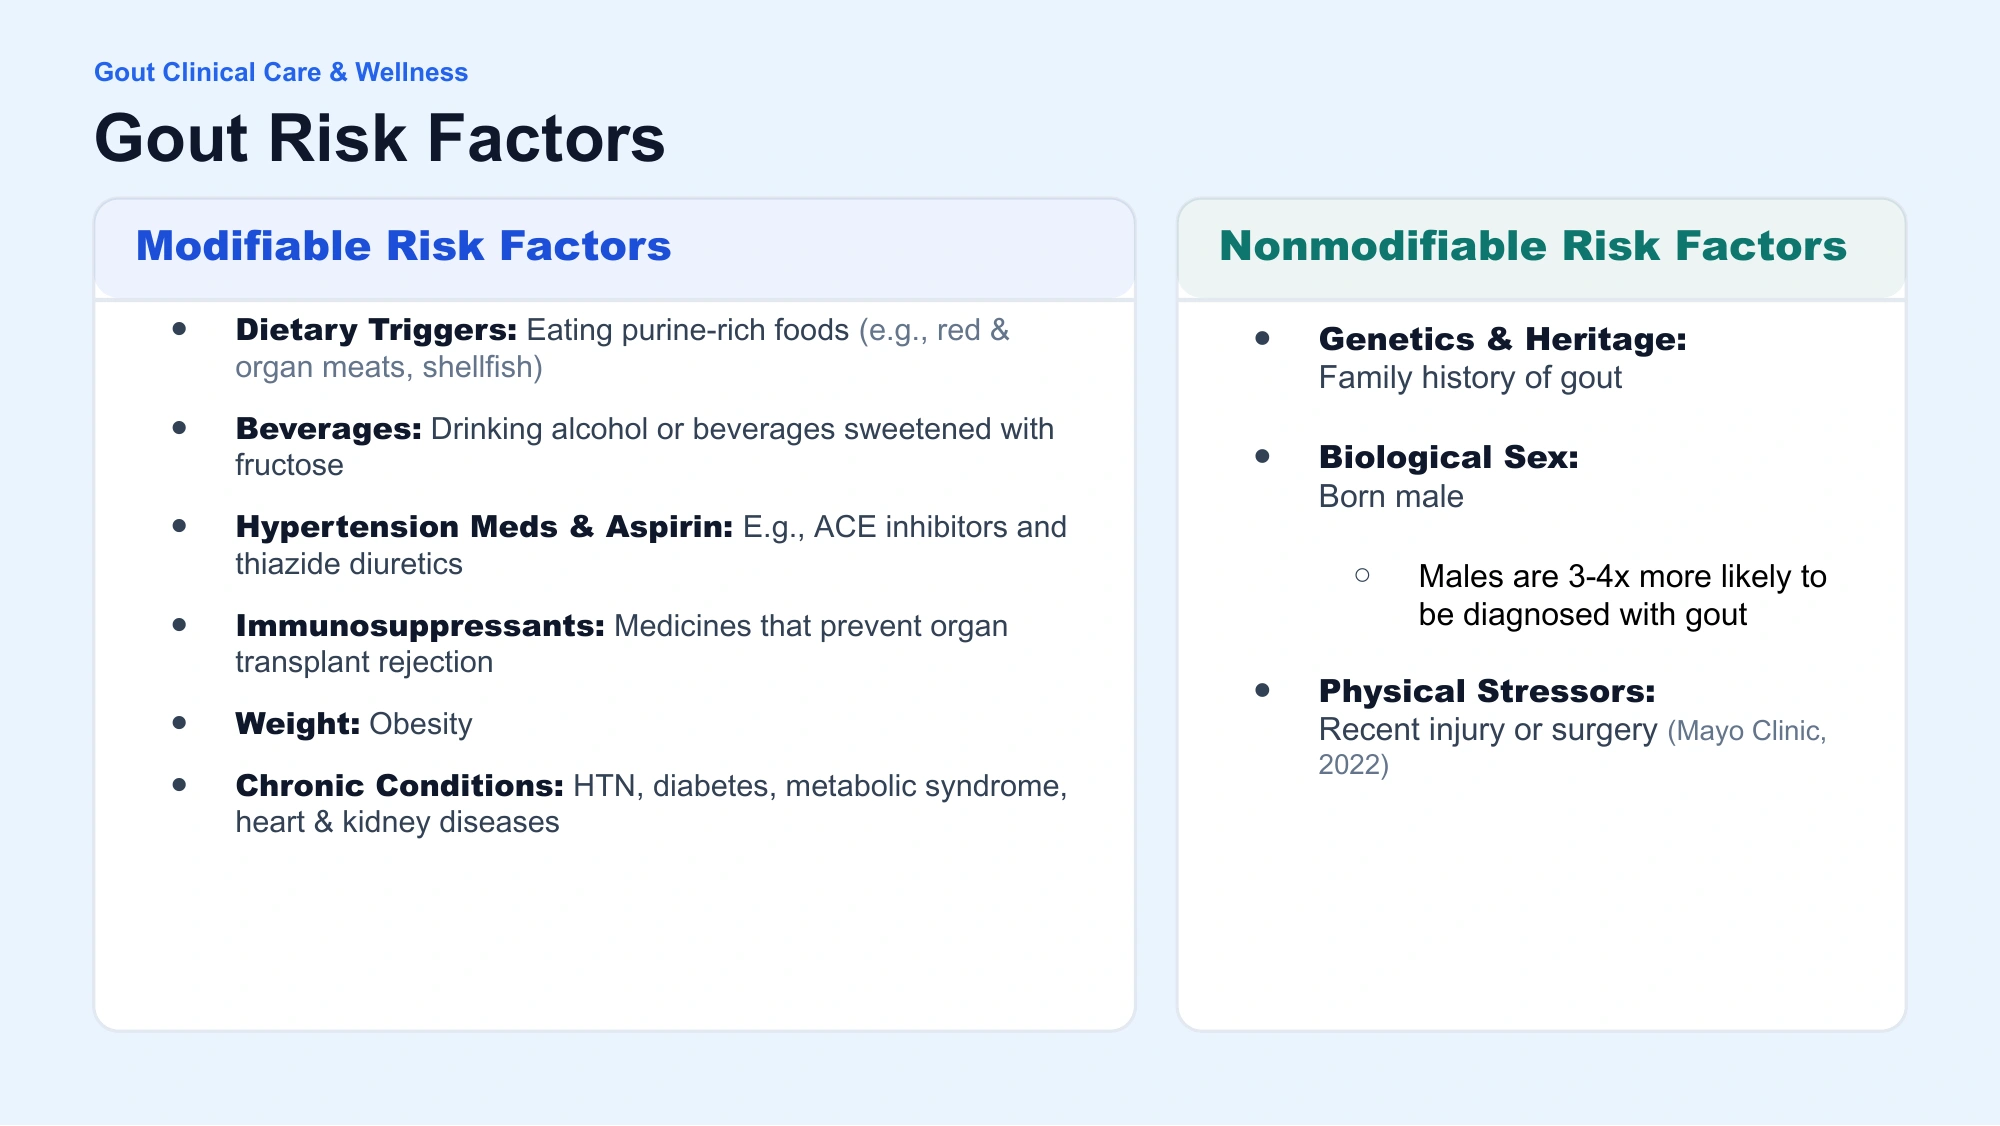 Gout Clinical Care & Wellness
Gout Risk Factors
Modifiable Risk Factors
● Dietary Triggers: Eating purine-rich foods (e.g., red &
organ meats, shellfish)
● Beverages: Drinking alcohol or beverages sweetened with
fructose
● Hypertension Meds & Aspirin: E.g., ACE inhibitors and
thiazide diuretics
● Immunosuppressants: Medicines that prevent organ
transplant rejection
● Weight: Obesity
● Chronic Conditions: HTN, diabetes, metabolic syndrome,
heart & kidney diseases
Nonmodifiable Risk Factors
● Genetics & Heritage:
Family history of gout
● Biological Sex:
Born male
○ Males are 3-4x more likely to
be diagnosed with gout
● Physical Stressors:
Recent injury or surgery (Mayo Clinic,
2022)